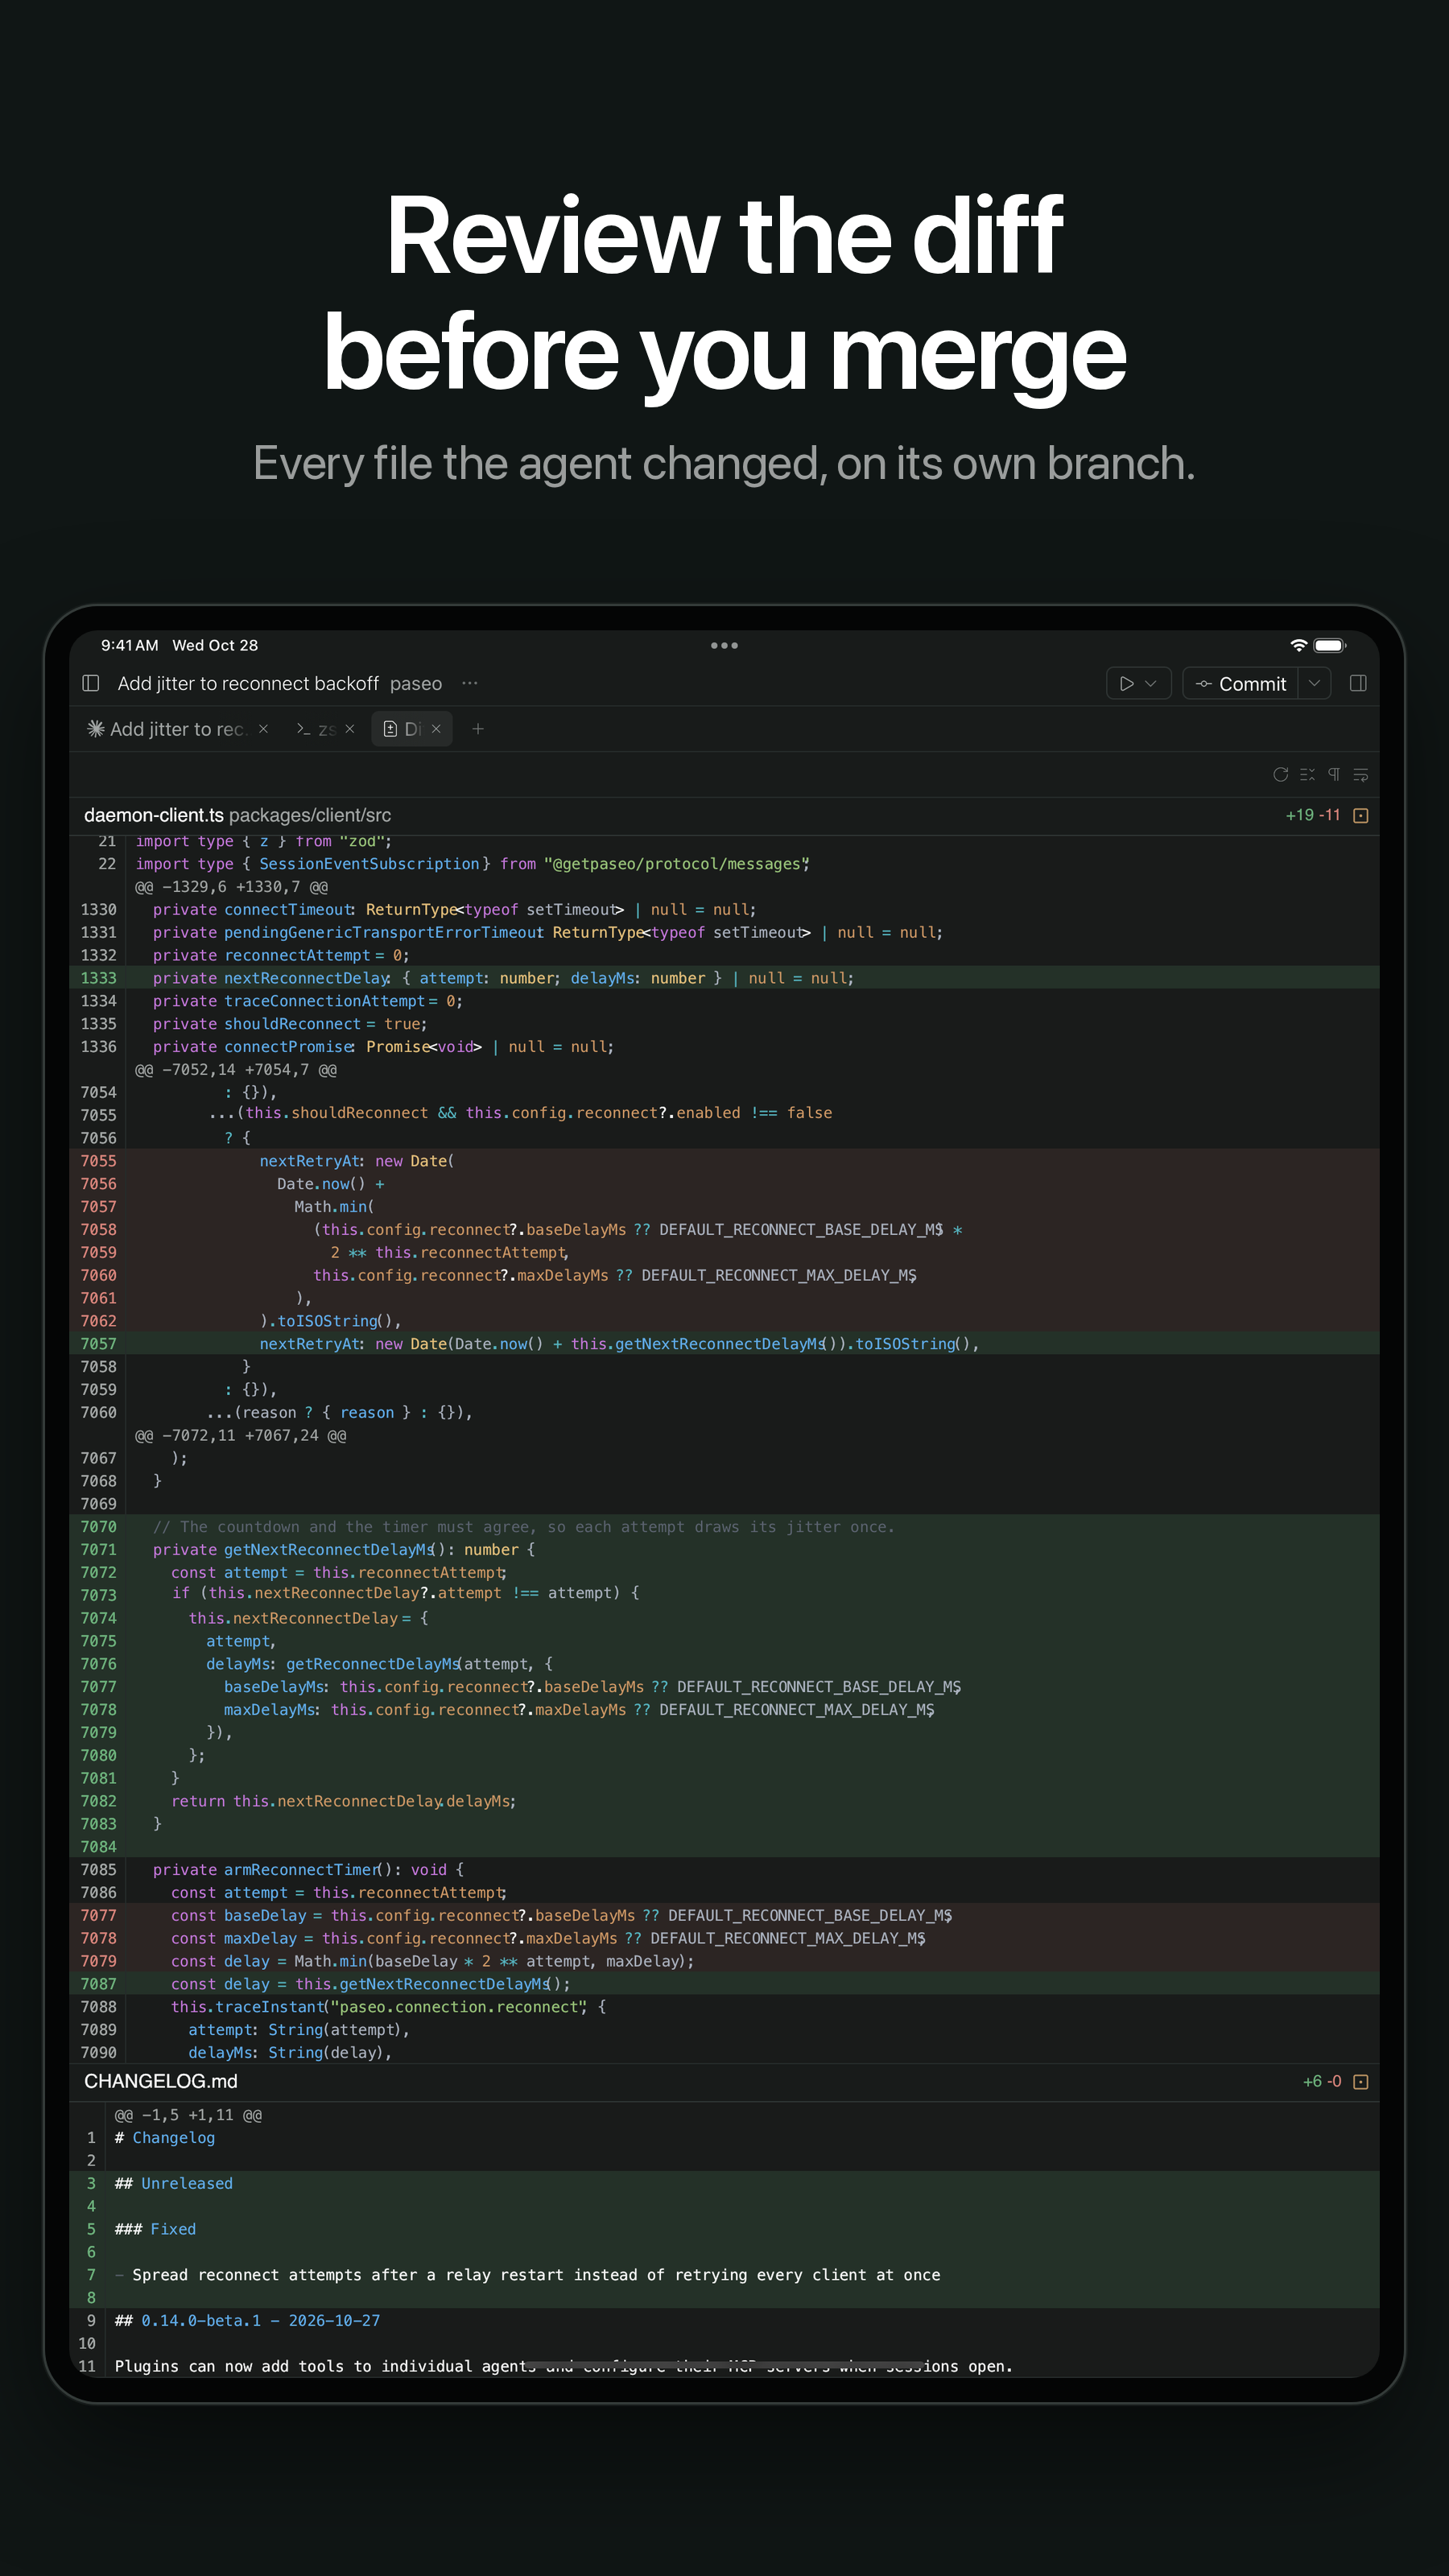 Review the diff
before you merge
Every file the agent changed, on its own branch.
9:41 AM Wed Oct 28
Add jitter to reconnect backoff paseo ··· Commit
Add jitter to rec. × >_ zs × Di × +
daemon-client.ts packages/client/src +19 -11
21 import type { z } from "zod";
22 import type { SessionEventSubscription } from "@getpaseo/protocol/messages";
@@ -1329,6 +1330,7 @@
1330 private connectTimeout: ReturnType<typeof setTimeout> | null = null;
1331 private pendingGenericTransportErrorTimeout: ReturnType<typeof setTimeout> | null = null;
1332 private reconnectAttempt = 0;
1333 private nextReconnectDelay: { attempt: number; delayMs: number } | null = null;
1334 private traceConnectionAttempt = 0;
1335 private shouldReconnect = true;
1336 private connectPromise: Promise<void> | null = null;
@@ -7052,14 +7054,7 @@
7054 : {}),
7055 ...(this.shouldReconnect && this.config.reconnect?.enabled !== false
7056 ? {
7055 nextRetryAt: new Date(
7056 Date.now() +
7057 Math.min(
7058 (this.config.reconnect?.baseDelayMs ?? DEFAULT_RECONNECT_BASE_DELAY_MS) *
7059 2 ** this.reconnectAttempt,
7060 this.config.reconnect?.maxDelayMs ?? DEFAULT_RECONNECT_MAX_DELAY_MS,
7061 ),
7062 ).toISOString(),
7057 nextRetryAt: new Date(Date.now() + this.getNextReconnectDelayMs()).toISOString(),
7058 }
7059 : {}),
7060 ...(reason ? { reason } : {}),
@@ -7072,11 +7067,24 @@
7067 );
7068 }
7069
7070 // The countdown and the timer must agree, so each attempt draws its jitter once.
7071 private getNextReconnectDelayMs(): number {
7072 const attempt = this.reconnectAttempt;
7073 if (this.nextReconnectDelay?.attempt !== attempt) {
7074 this.nextReconnectDelay = {
7075 attempt,
7076 delayMs: getReconnectDelayMs(attempt, {
7077 baseDelayMs: this.config.reconnect?.baseDelayMs ?? DEFAULT_RECONNECT_BASE_DELAY_MS,
7078 maxDelayMs: this.config.reconnect?.maxDelayMs ?? DEFAULT_RECONNECT_MAX_DELAY_MS,
7079 }),
7080 };
7081 }
7082 return this.nextReconnectDelay.delayMs;
7083 }
7084
7085 private armReconnectTimer(): void {
7086 const attempt = this.reconnectAttempt;
7077 const baseDelay = this.config.reconnect?.baseDelayMs ?? DEFAULT_RECONNECT_BASE_DELAY_MS;
7078 const maxDelay = this.config.reconnect?.maxDelayMs ?? DEFAULT_RECONNECT_MAX_DELAY_MS;
7079 const delay = Math.min(baseDelay * 2 ** attempt, maxDelay);
7087 const delay = this.getNextReconnectDelayMs();
7088 this.traceInstant("paseo.connection.reconnect", {
7089 attempt: String(attempt),
7090 delayMs: String(delay),
CHANGELOG.md +6 -0
@@ -1,5 +1,11 @@
1 # Changelog
2
3 ## Unreleased
4
5 ### Fixed
6
7 - Spread reconnect attempts after a relay restart instead of retrying every client at once
8
9 ## 0.14.0-beta.1 - 2026-10-27
10
11 Plugins can now add tools to individual agents and configure their MCP servers when sessions open.